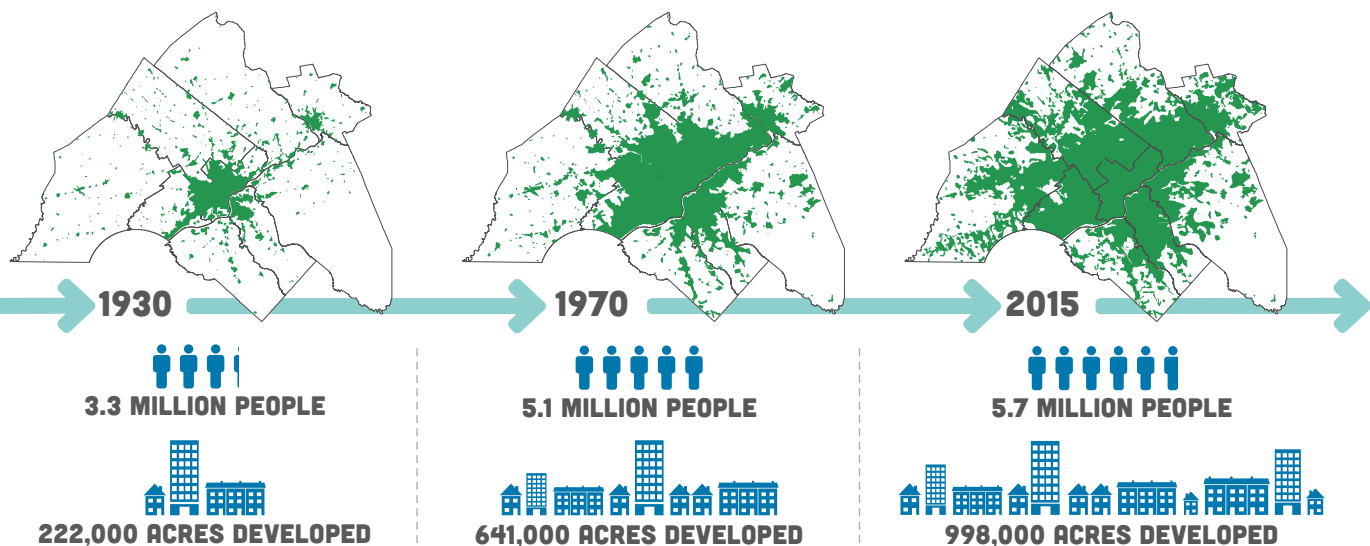 1930
1970
2015
3.3 MILLION PEOPLE
5.1 MILLION PEOPLE
5.7 MILLION PEOPLE
222,000 ACRES DEVELOPED
641,000 ACRES DEVELOPED
998,000 ACRES DEVELOPED